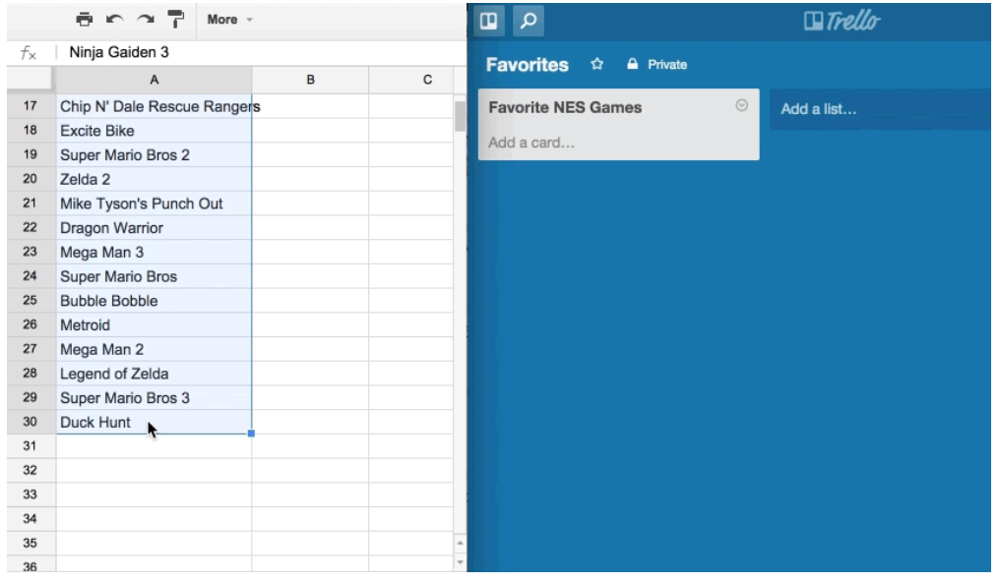 More
fx Ninja Gaiden 3
A B C
17 Chip N' Dale Rescue Rangers
18 Excite Bike
19 Super Mario Bros 2
20 Zelda 2
21 Mike Tyson's Punch Out
22 Dragon Warrior
23 Mega Man 3
24 Super Mario Bros
25 Bubble Bobble
26 Metroid
27 Mega Man 2
28 Legend of Zelda
29 Super Mario Bros 3
30 Duck Hunt
31
32
33
34
35
36
Trello
Favorites Private
Favorite NES Games
Add a card...
Add a list...